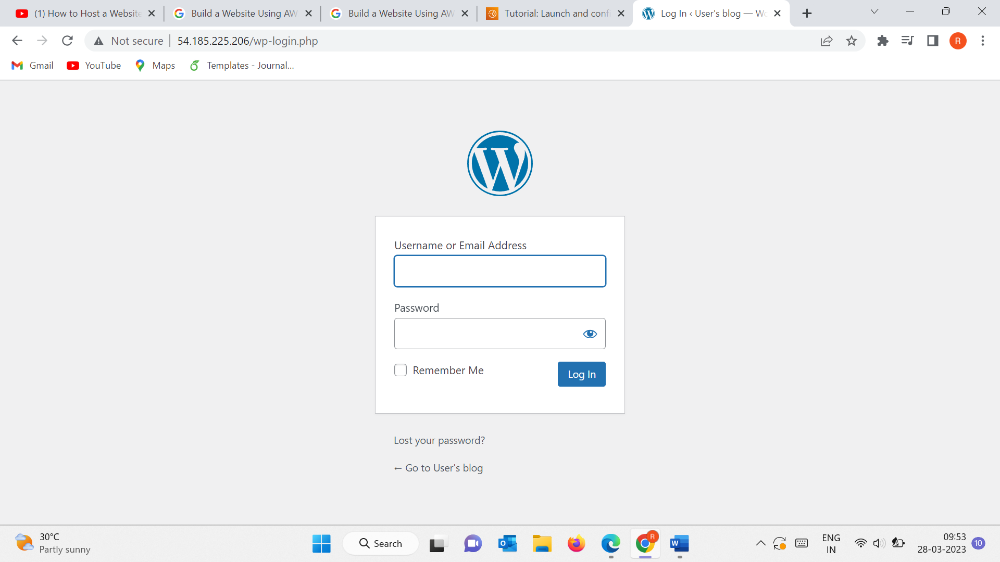 (1) How to Host a Website
Build a Website Using AW
Build a Website Using AW
Tutorial: Launch and confi
Log In ‹ User's blog — Wo
Not secure
54.185.225.206/wp-login.php
R
Gmail
YouTube
Maps
Templates - Journal...
Username or Email Address
Password
Remember Me
Log In
Lost your password?
← Go to User's blog
30°C
Partly sunny
Search
R
ENG
IN
09:53
28-03-2023
10